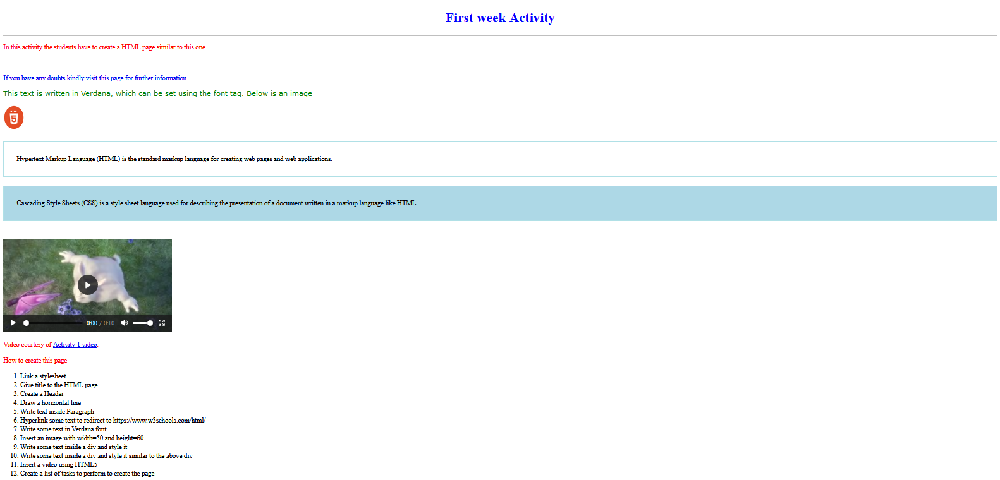 First week Activity
In this activity the students have to create a HTML page similar to this one.
If you have any doubts kindly visit this page for further information
This text is written in Verdana, which can be set using the font tag. Below is an image
HTML
5
Hypertext Markup Language (HTML) is the standard markup language for creating web pages and web applications.
Cascading Style Sheets (CSS) is a style sheet language used for describing the presentation of a document written in a markup language like HTML.
0:00 / 0:10
Video courtesy of Activity 1 video.
How to create this page
1. Link a stylesheet
2. Give title to the HTML page
3. Create a Header
4. Draw a horizontal line
5. Write text inside Paragraph
6. Hyperlink some text to redirect to https://www.w3schools.com/html/
7. Write some text in Verdana font
8. Insert an image with width=50 and height=60
9. Write some text inside a div and style it
10. Write some text inside a div and style it similar to the above div
11. Insert a video using HTML5
12. Create a list of tasks to perform to create the page